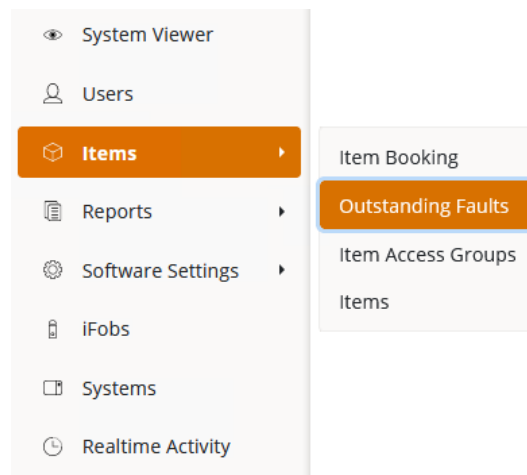 System Viewer
Users
Items
Reports
Software Settings
iFobs
Systems
Realtime Activity
Item Booking
Outstanding Faults
Item Access Groups
Items